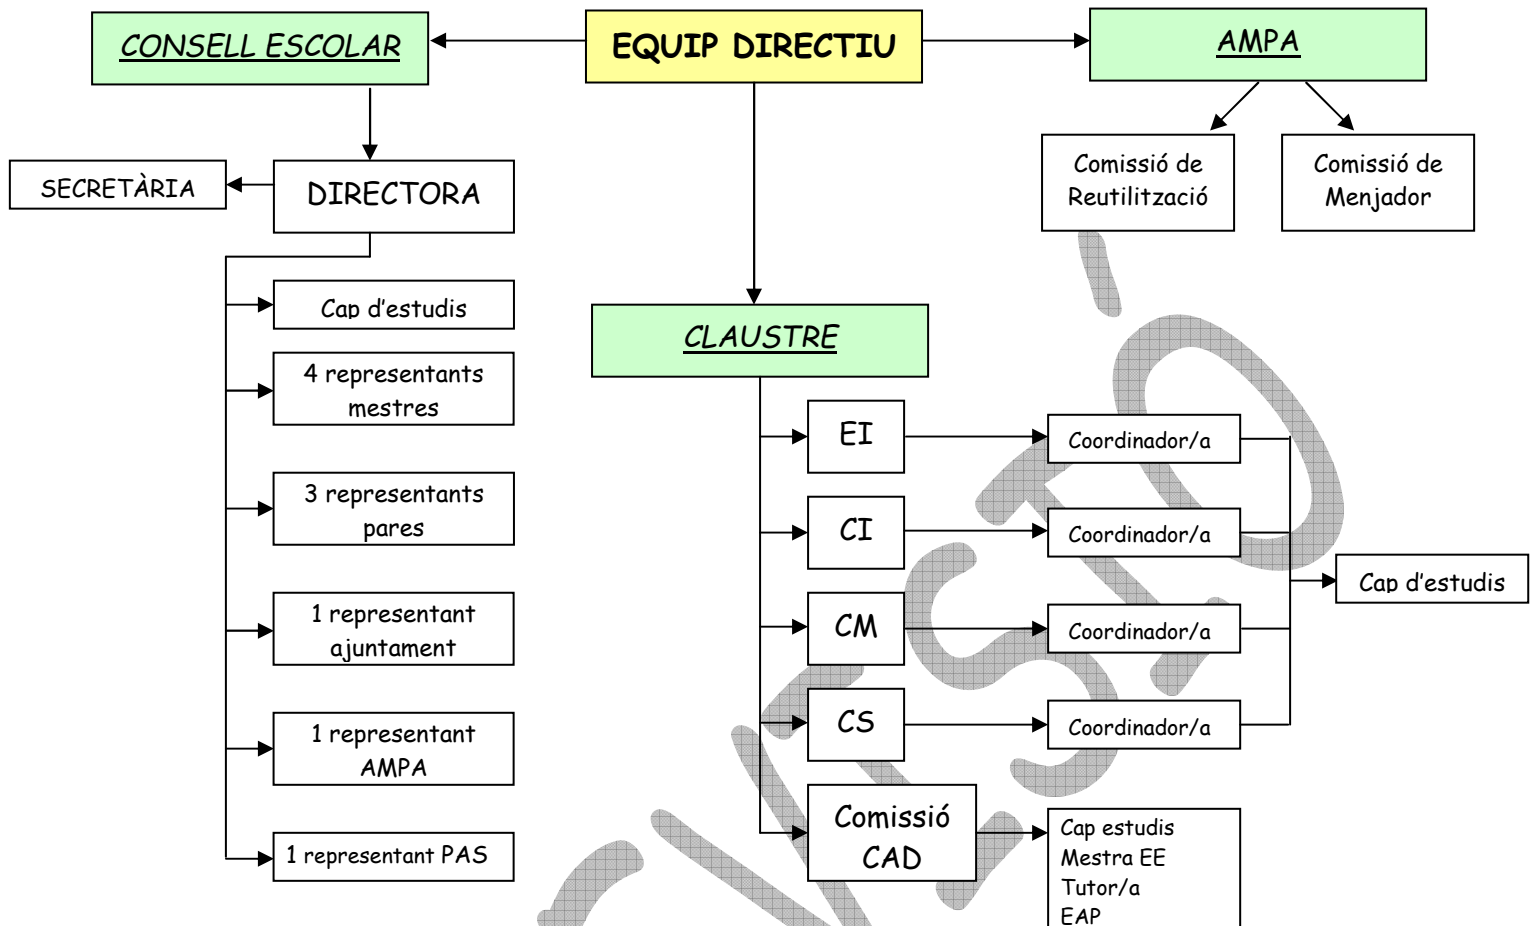 CONSELL ESCOLAR
EQUIP DIRECTIU
AMPA
SECRETÀRIA
DIRECTORA
Comissió de
Reutilització
Comissió de
Menjador
Cap d'estudis
4 representants
mestres
3 representants
pares
1 representant
ajuntament
1 representant
AMPA
1 representant PAS
CLAUSTRE
EI
Coordinador/a
CI
Coordinador/a
CM
Coordinador/a
CS
Coordinador/a
Cap d'estudis
Comissió
CAD
Cap estudis
Mestra EE
Tutor/a
EAP